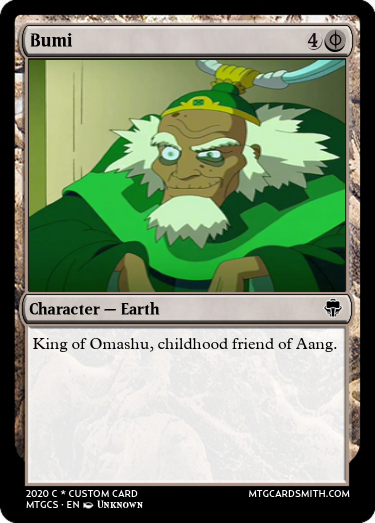 Bumi 4/
Character — Earth
King of Omashu, childhood friend of Aang.
2020 C * CUSTOM CARD MTGCARDSMITH.COM
MTGCS · EN UNKNOWN